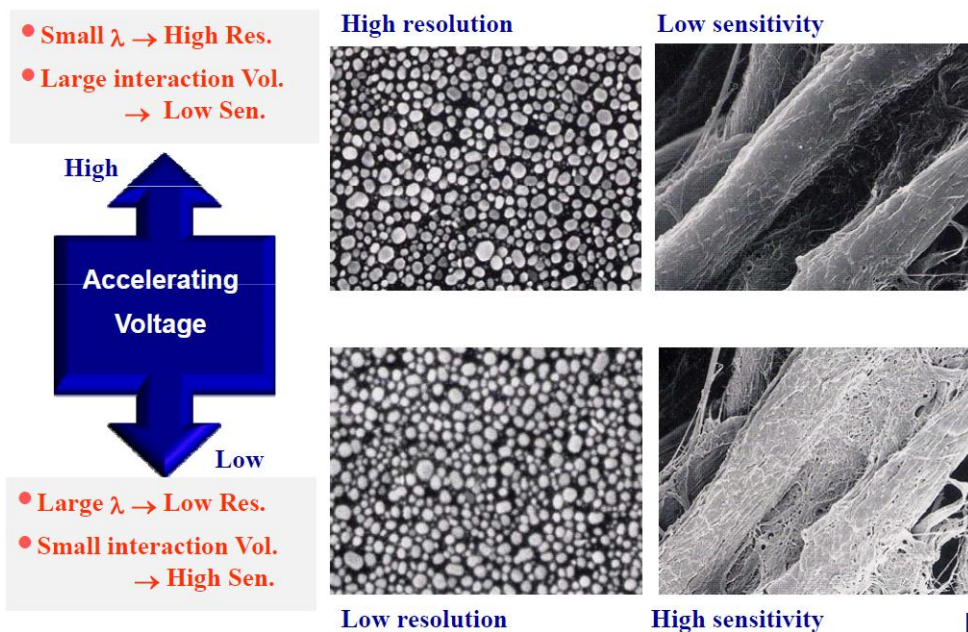 • Small λ → High Res.
• Large interaction Vol.
→ Low Sen.
High
Accelerating
Voltage
Low
• Large λ → Low Res.
• Small interaction Vol.
→ High Sen.
High resolution
Low sensitivity
Low resolution
High sensitivity